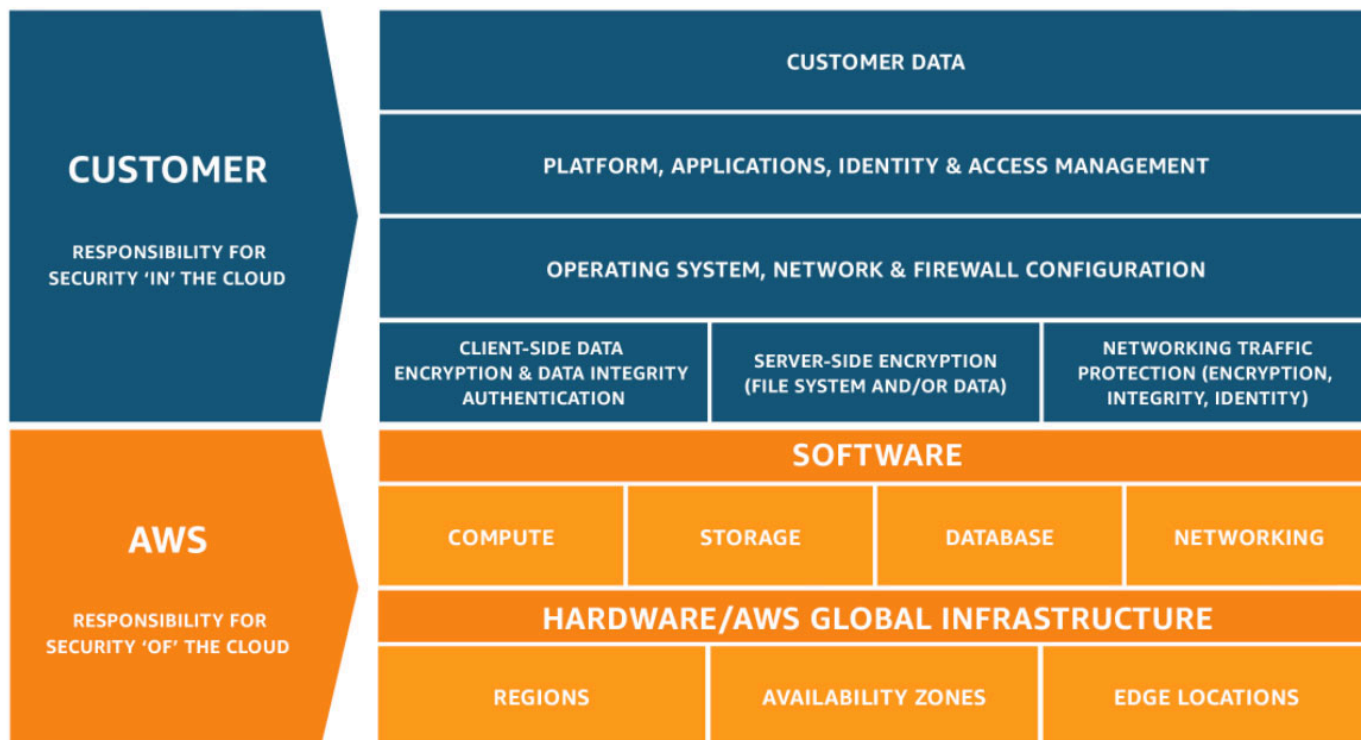 CUSTOMER
RESPONSIBILITY FOR
SECURITY ‘IN’ THE CLOUD
CUSTOMER DATA
PLATFORM, APPLICATIONS, IDENTITY & ACCESS MANAGEMENT
OPERATING SYSTEM, NETWORK & FIREWALL CONFIGURATION
CLIENT-SIDE DATA
ENCRYPTION & DATA INTEGRITY
AUTHENTICATION
SERVER-SIDE ENCRYPTION
(FILE SYSTEM AND/OR DATA)
NETWORKING TRAFFIC
PROTECTION (ENCRYPTION,
INTEGRITY, IDENTITY)
AWS
RESPONSIBILITY FOR
SECURITY ‘OF’ THE CLOUD
SOFTWARE
COMPUTE
STORAGE
DATABASE
NETWORKING
HARDWARE/AWS GLOBAL INFRASTRUCTURE
REGIONS
AVAILABILITY ZONES
EDGE LOCATIONS